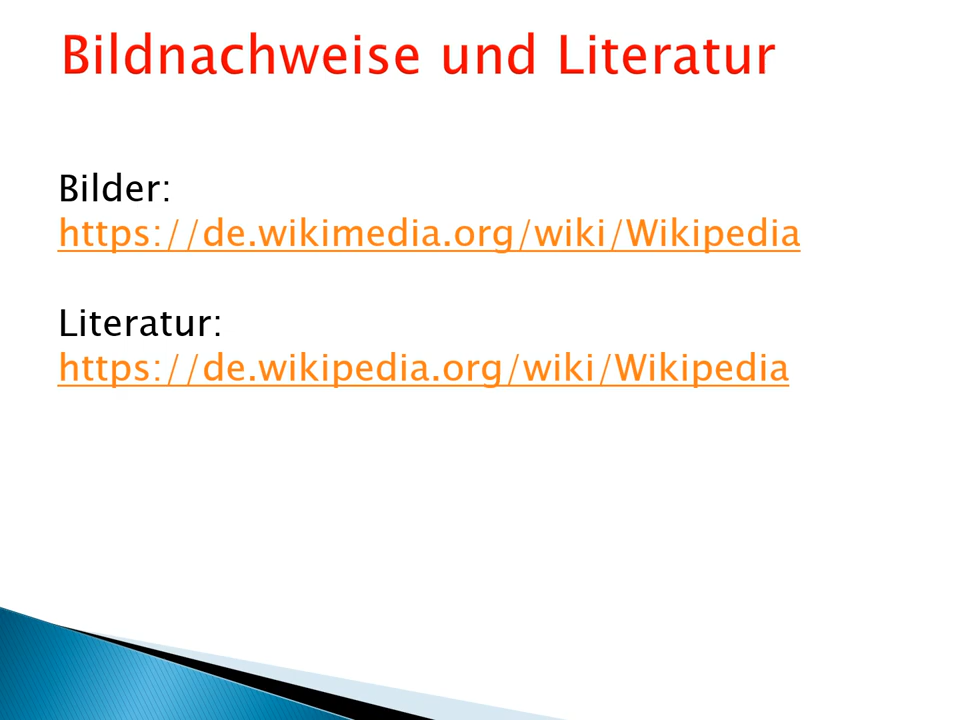 Bildnachweise und Literatur
Bilder:
https://de.wikimedia.org/wiki/Wikipedia
Literatur:
https://de.wikipedia.org/wiki/Wikipedia